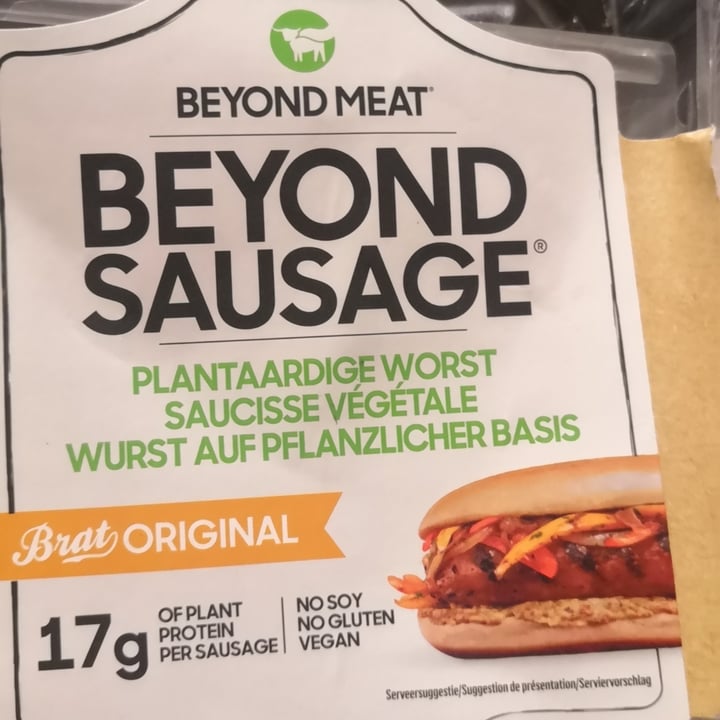 BEYOND MEAT®
BEYOND
SAUSAGE®
PLANTAARDIGE WORST
SAUCISSE VÉGÉTALE
WURST AUF PFLANZLICHER BASIS
Brat ORIGINAL
17g
OF PLANT
PROTEIN
PER SAUSAGE
NO SOY
NO GLUTEN
VEGAN
Serveersuggestie/Suggestion de présentation/Serviervorschlag